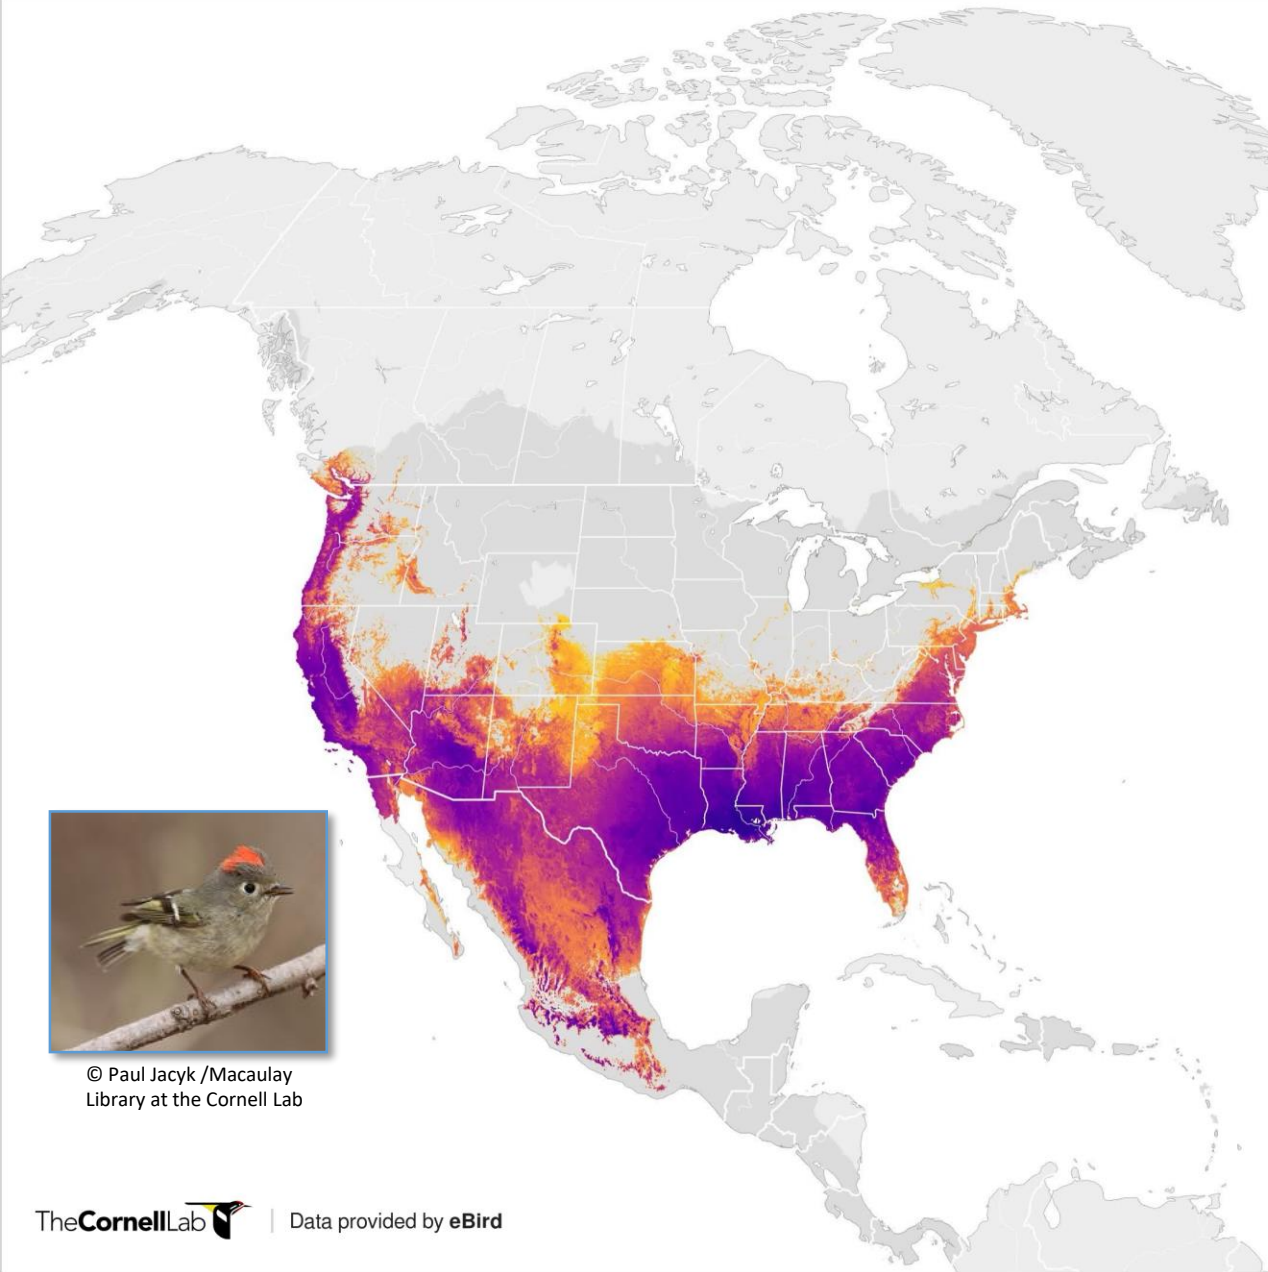 © Paul Jacyk /Macaulay
Library at the Cornell Lab
TheCornellLab | Data provided by eBird